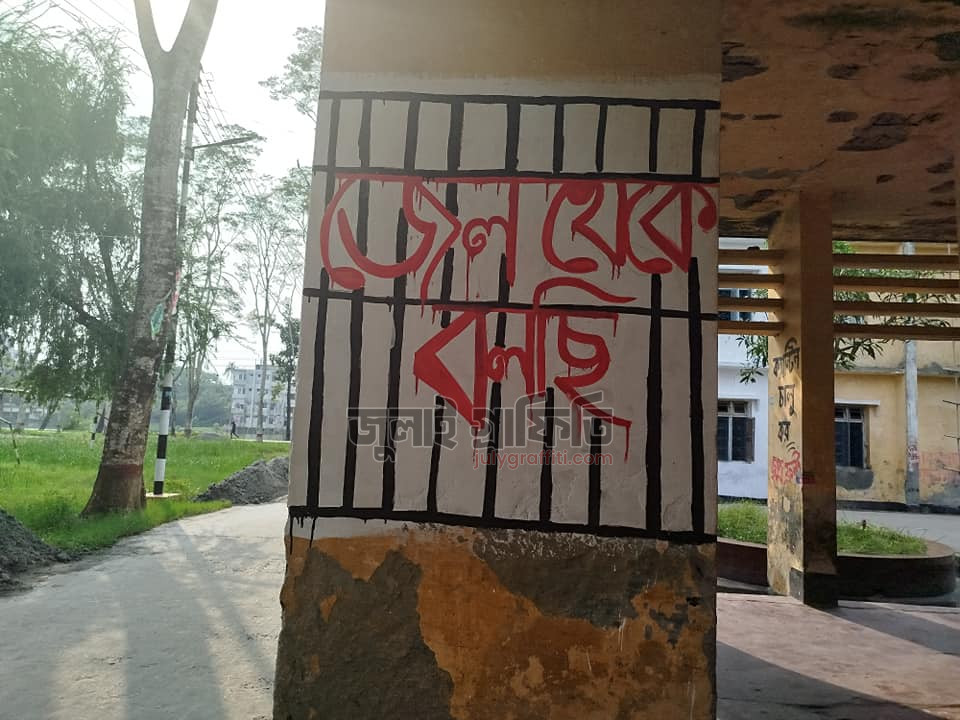 জেল থেকে
বলছি
জুলাই গ্রাফিতি
julygraffiti.com
চালু